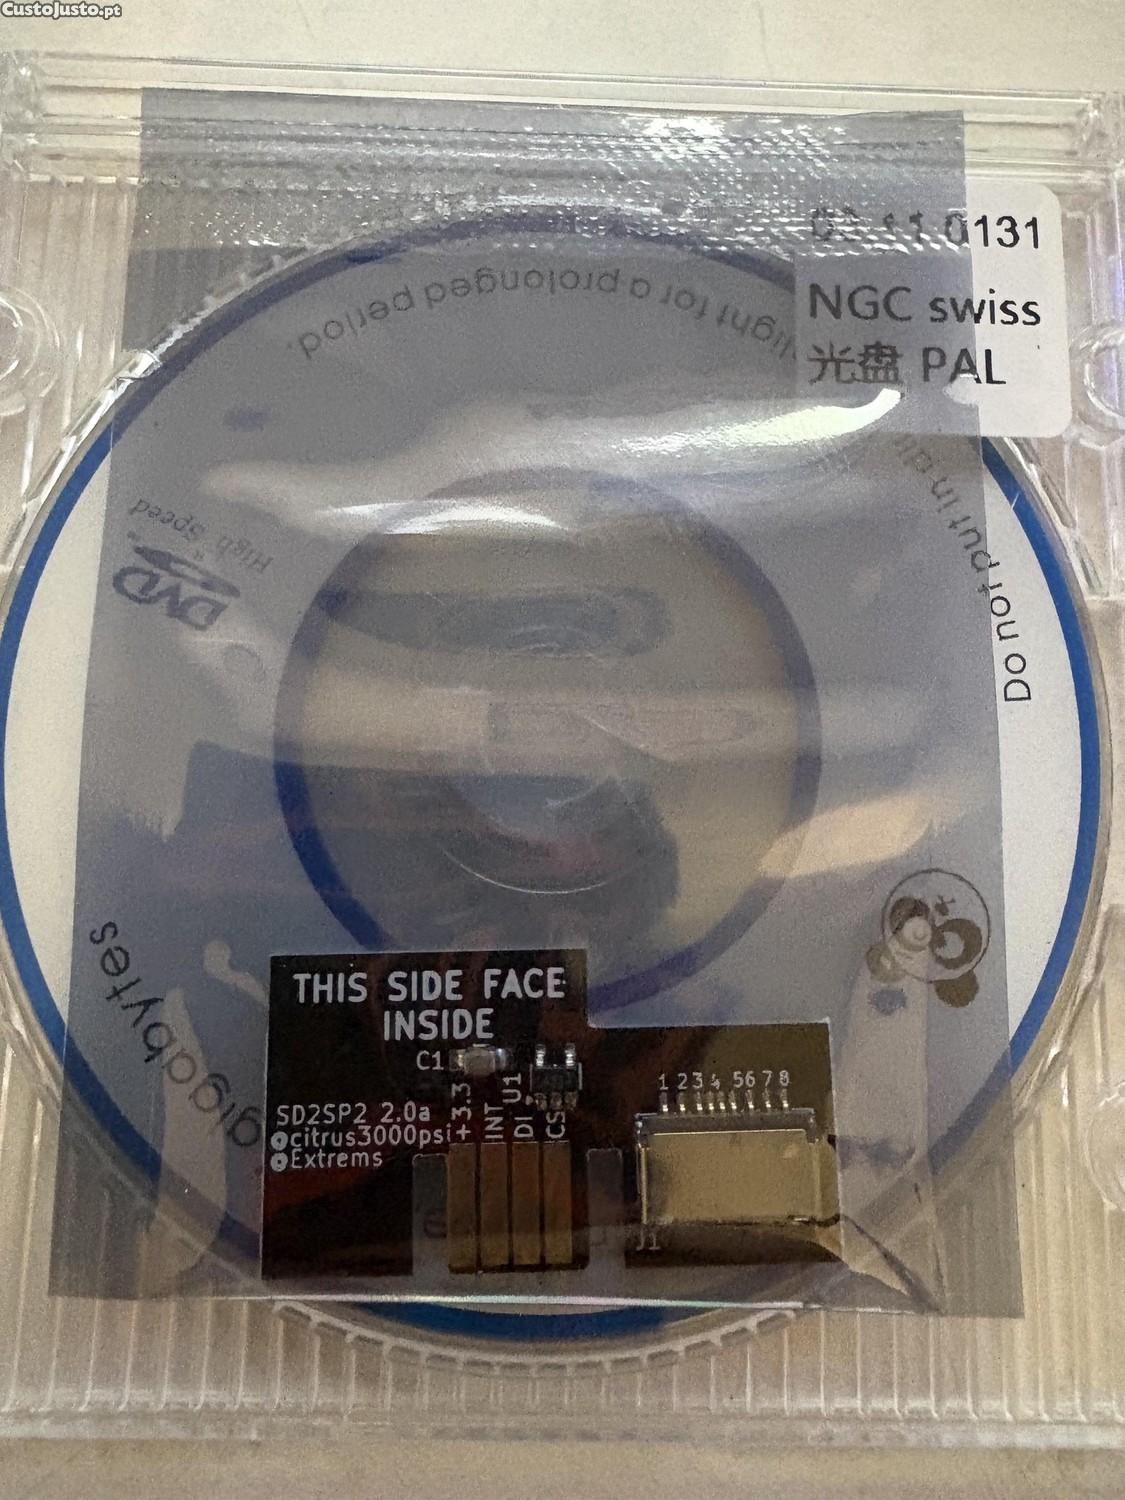 CustoJusto.pt
0131
NGC swiss
光盘 PAL
light for a prolonged period.
Do not put in
High Speed
DVD
gigabytes
THIS SIDE FACE
INSIDE
C1
U1
+3.3
INT
DI
CS
1 2 3 4 5 6 7 8
SD2SP2 2.0a
citrus3000psi
Extrems
J1